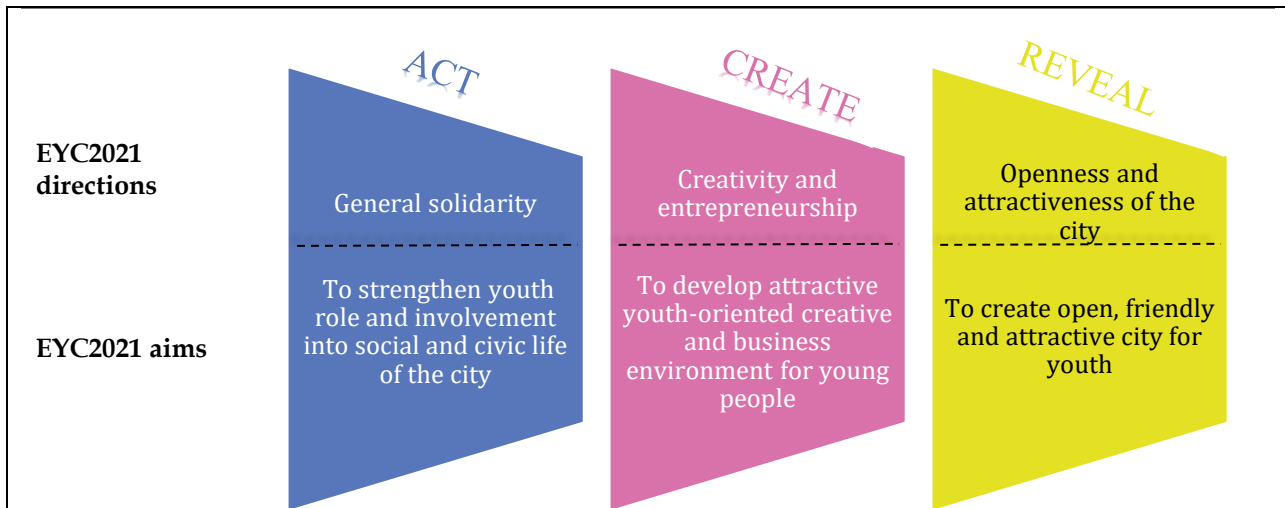 ACT
CREATE
REVEAL
EYC2021
directions
General solidarity
Creativity and
entrepreneurship
Openness and
attractiveness of the
city
EYC2021 aims
To strengthen youth
role and involvement
into social and civic life
of the city
To develop attractive
youth-oriented creative
and business
environment for young
people
To create open, friendly
and attractive city for
youth